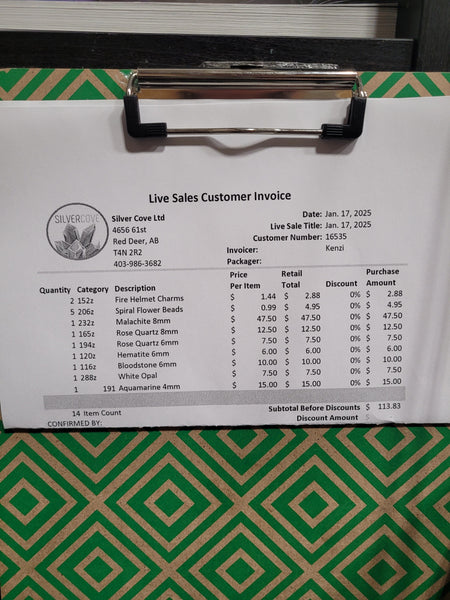 Live Sales Customer Invoice
SILVERCOVE
Silver Cove Ltd
4656 61st
Red Deer, AB
T4N 2R2
403-986-3682
Date: Jan. 17, 2025
Live Sale Title: Jan. 17, 2025
Customer Number: 16535
Invoicer: Kenzi
Packager:
Quantity Category Description Price Per Item Retail Total Discount Purchase Amount
2 152z Fire Helmet Charms $ 1.44 $ 2.88 0% $ 2.88
5 206z Spiral Flower Beads $ 0.99 $ 4.95 0% $ 4.95
1 232z Malachite 8mm $ 47.50 $ 47.50 0% $ 47.50
1 165z Rose Quartz 8mm $ 12.50 $ 12.50 0% $ 12.50
1 194z Rose Quartz 6mm $ 7.50 $ 7.50 0% $ 7.50
1 120z Hematite 6mm $ 6.00 $ 6.00 0% $ 6.00
1 116z Bloodstone 6mm $ 10.00 $ 10.00 0% $ 10.00
1 288z White Opal $ 7.50 $ 7.50 0% $ 7.50
1 191 Aquamarine 4mm $ 15.00 $ 15.00 0% $ 15.00
14 Item Count Subtotal Before Discounts $ 113.83
CONFIRMED BY: Discount Amount $